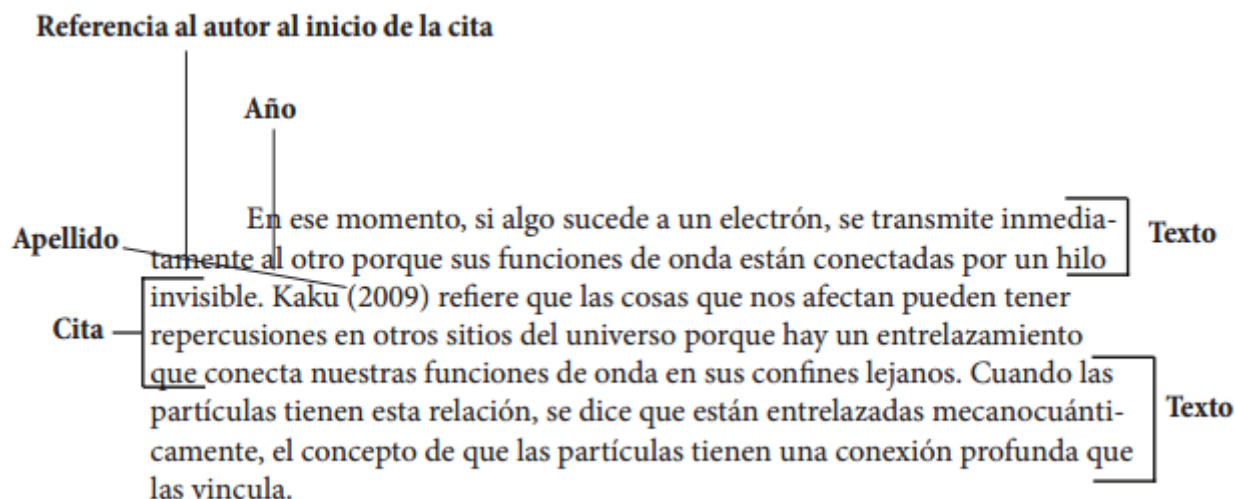 Referencia al autor al inicio de la cita
Año
En ese momento, si algo sucede a un electrón, se transmite inmedia-
Apellido
Texto
tamente al otro porque sus funciones de onda están conectadas por un hilo
invisible. Kaku (2009) refiere que las cosas que nos afectan pueden tener
Cita
repercusiones en otros sitios del universo porque hay un entrelazamiento
que conecta nuestras funciones de onda en sus confines lejanos. Cuando las
partículas tienen esta relación, se dice que están entrelazadas mecanocuánti-
Texto
camente, el concepto de que las partículas tienen una conexión profunda que
las vincula.